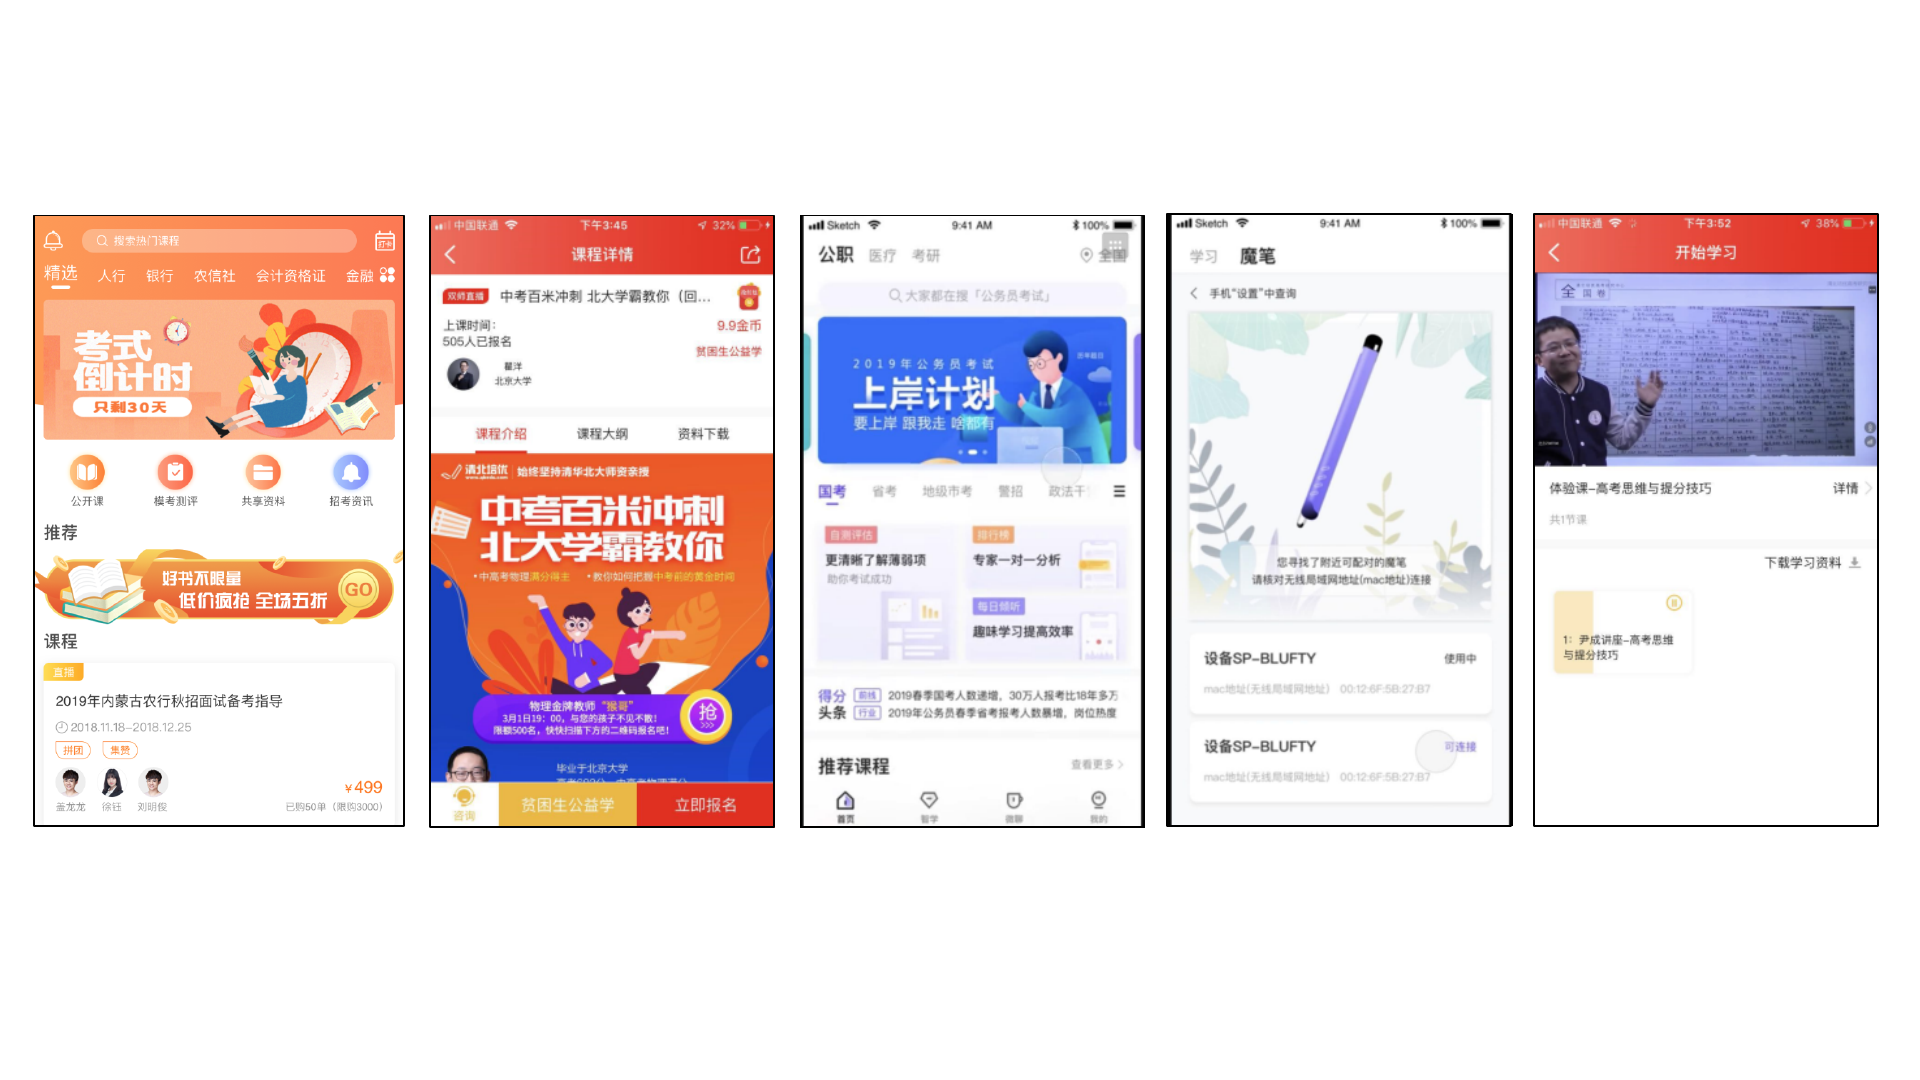 搜索热门课程
打卡
精选 人行 银行 农信社 会计资格证 金融
考试
倒计时
只剩30天
公开课 模考测评 共享资料 招考资讯
推荐
好书不限量
低价疯抢 全场五折
GO
课程
直播
2019年内蒙古农行秋招面试备考指导
2018.11.18-2018.12.25
拼团 集赞
盖龙龙 徐钰 刘明俊
¥499
已购50单（限购3000）
中国联通 下午3:45 32%
课程详情
双师直播 中考百米冲刺 北大学霸教你（回...
上课时间：
505人已报名
9.9金币
贫困生公益学
翟洋
北京大学
课程介绍 课程大纲 资料下载
清北培优 始终坚持清华北大师资亲授
中考百米冲刺
北大学霸教你
•中高考物理满分得主 •教你如何把握中考前的黄金时间
物理金牌教师 "猴哥"
3月1日19：00，与您的孩子不见不散！
限额500名，快快扫描下方的二维码报名吧！
抢
毕业于北京大学
咨询 贫困生公益学 立即报名
Sketch 9:41 AM 100%
公职 医疗 考研 全国
大家都在搜「公务员考试」
2019年公务员考试
上岸计划
要上岸 跟我走 啥都有
国考 省考 地级市考 警招 政法干
自测评估
更清晰了解薄弱项
助你考试成功
排行榜
专家一对一分析
每日倾听
趣味学习提高效率
得分 前线 2019春季国考人数递增，30万人报考比18年多万
头条 行业 2019年公务员春季省考报考人数暴增，岗位热度
推荐课程 查看更多
首页 智学 微聊 我的
Sketch 9:41 AM 100%
学习 魔笔
手机"设置"中查询
您寻找了附近可配对的魔笔
请核对无线局域网地址(mac地址)连接
设备SP-BLUFTY 使用中
mac地址(无线局域网地址) 00:12:6F:5B:27:B7
设备SP-BLUFTY 可连接
mac地址(无线局域网地址) 00:12:6F:5B:27:B7
中国联通 下午3:52 38%
开始学习
全国卷
体验课-高考思维与提分技巧 详情
共1节课
下载学习资料
1：尹成讲座-高考思维
与提分技巧